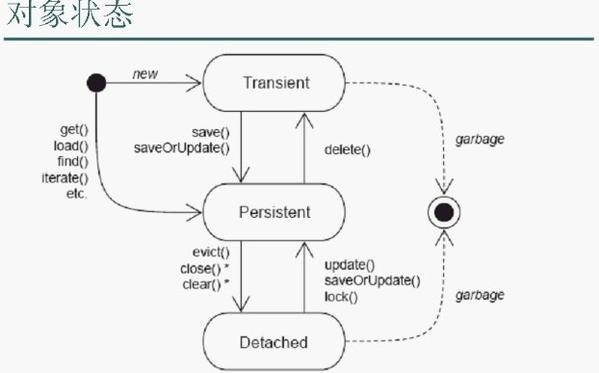 对象状态
new
Transient
get()
load()
find()
iterate()
etc.
save()
saveOrUpdate()
delete()
garbage
Persistent
evict()
close() *
clear() *
update()
saveOrUpdate()
lock()
garbage
Detached